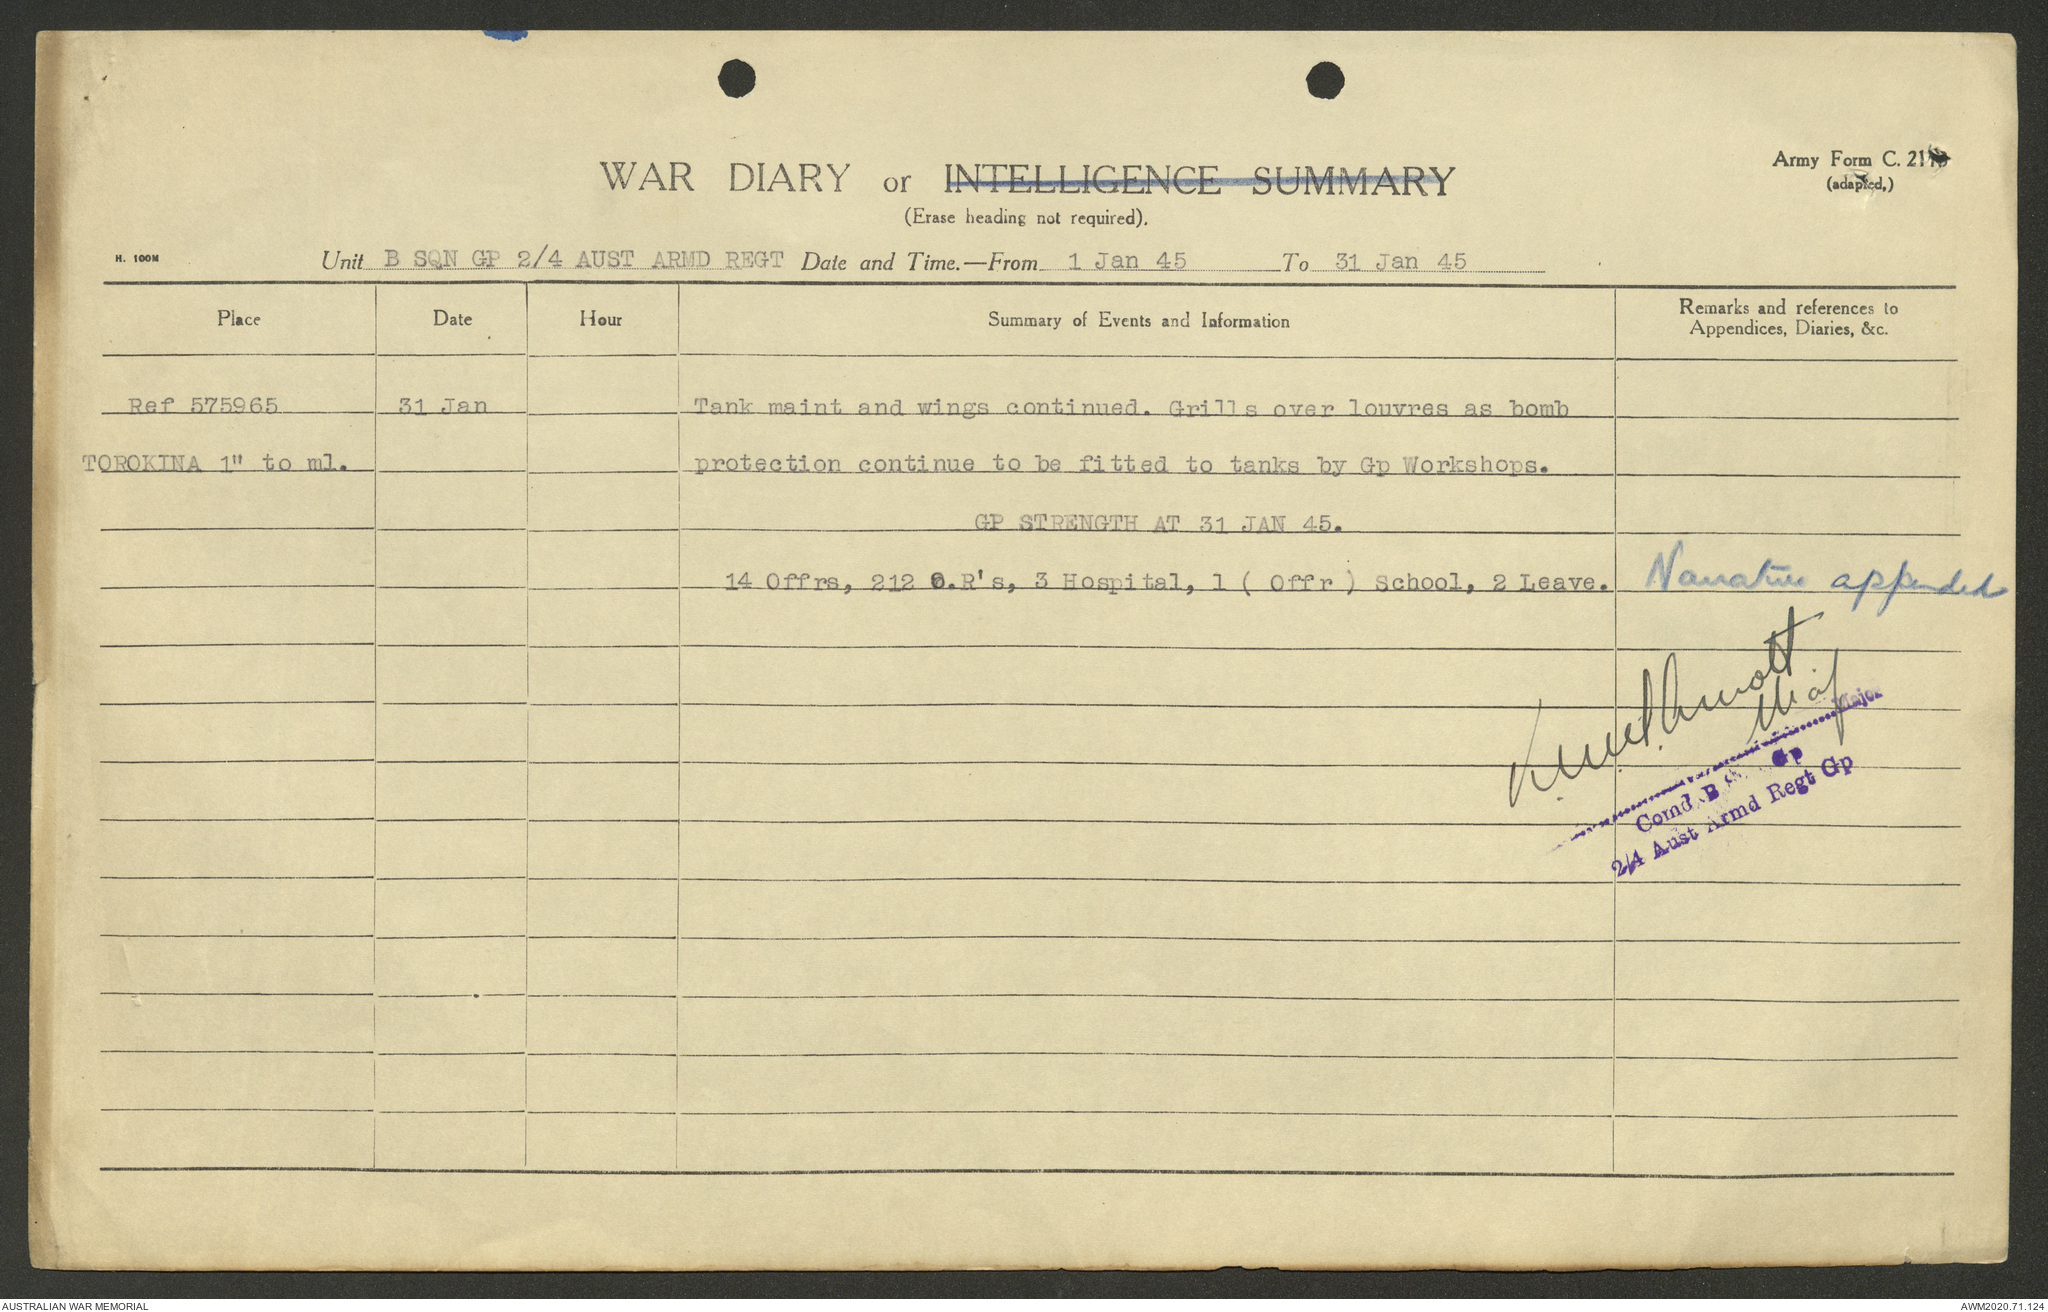 Army Form C. 211
(adapted.)
WAR DIARY or INTELLIGENCE SUMMARY
(Erase heading not required).
H. 100M
Unit B SQN GP 2/4 AUST ARMD REGT Date and Time.—From 1 Jan 45 To 31 Jan 45
Place Date Hour Summary of Events and Information Remarks and references to
Appendices, Diaries, &c.
Ref 575965 31 Jan Tank maint and wings continued. Grills over louvres as bomb
TOROKINA 1" to ml. protection continue to be fitted to tanks by Gp Workshops.
GP STRENGTH AT 31 JAN 45.
14 Offrs, 212 O.R's, 3 Hospital, 1 ( Offr ) School, 2 Leave. Narrative appended
Maj
Major
Comd B Gp
2/4 Aust Armd Regt Gp
AUSTRALIAN WAR MEMORIAL AWM2020.71.124